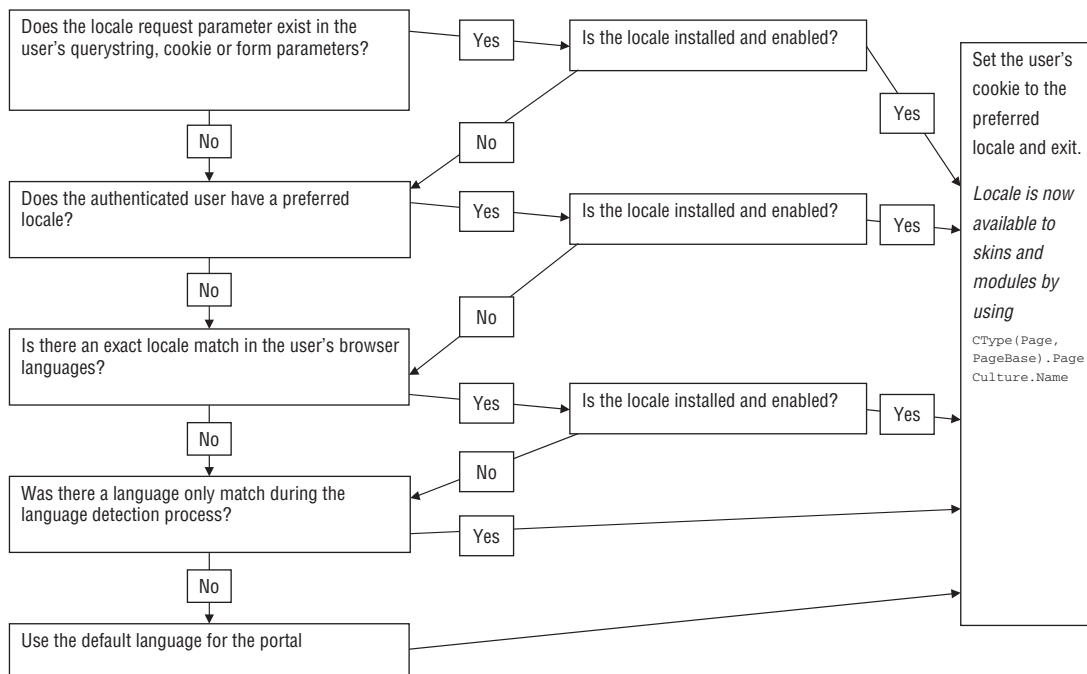 Does the locale request parameter exist in the
user's querystring, cookie or form parameters?
Yes
Is the locale installed and enabled?
Yes
No
No
Does the authenticated user have a preferred
locale?
Yes
Is the locale installed and enabled?
Yes
No
No
Is there an exact locale match in the user's browser
languages?
Yes
Is the locale installed and enabled?
Yes
No
No
Was there a language only match during the
language detection process?
Yes
No
Use the default language for the portal
Set the user's
cookie to the
preferred
locale and exit.
Locale is now
available to
skins and
modules by
using
CType(Page,
PageBase).Page
Culture.Name